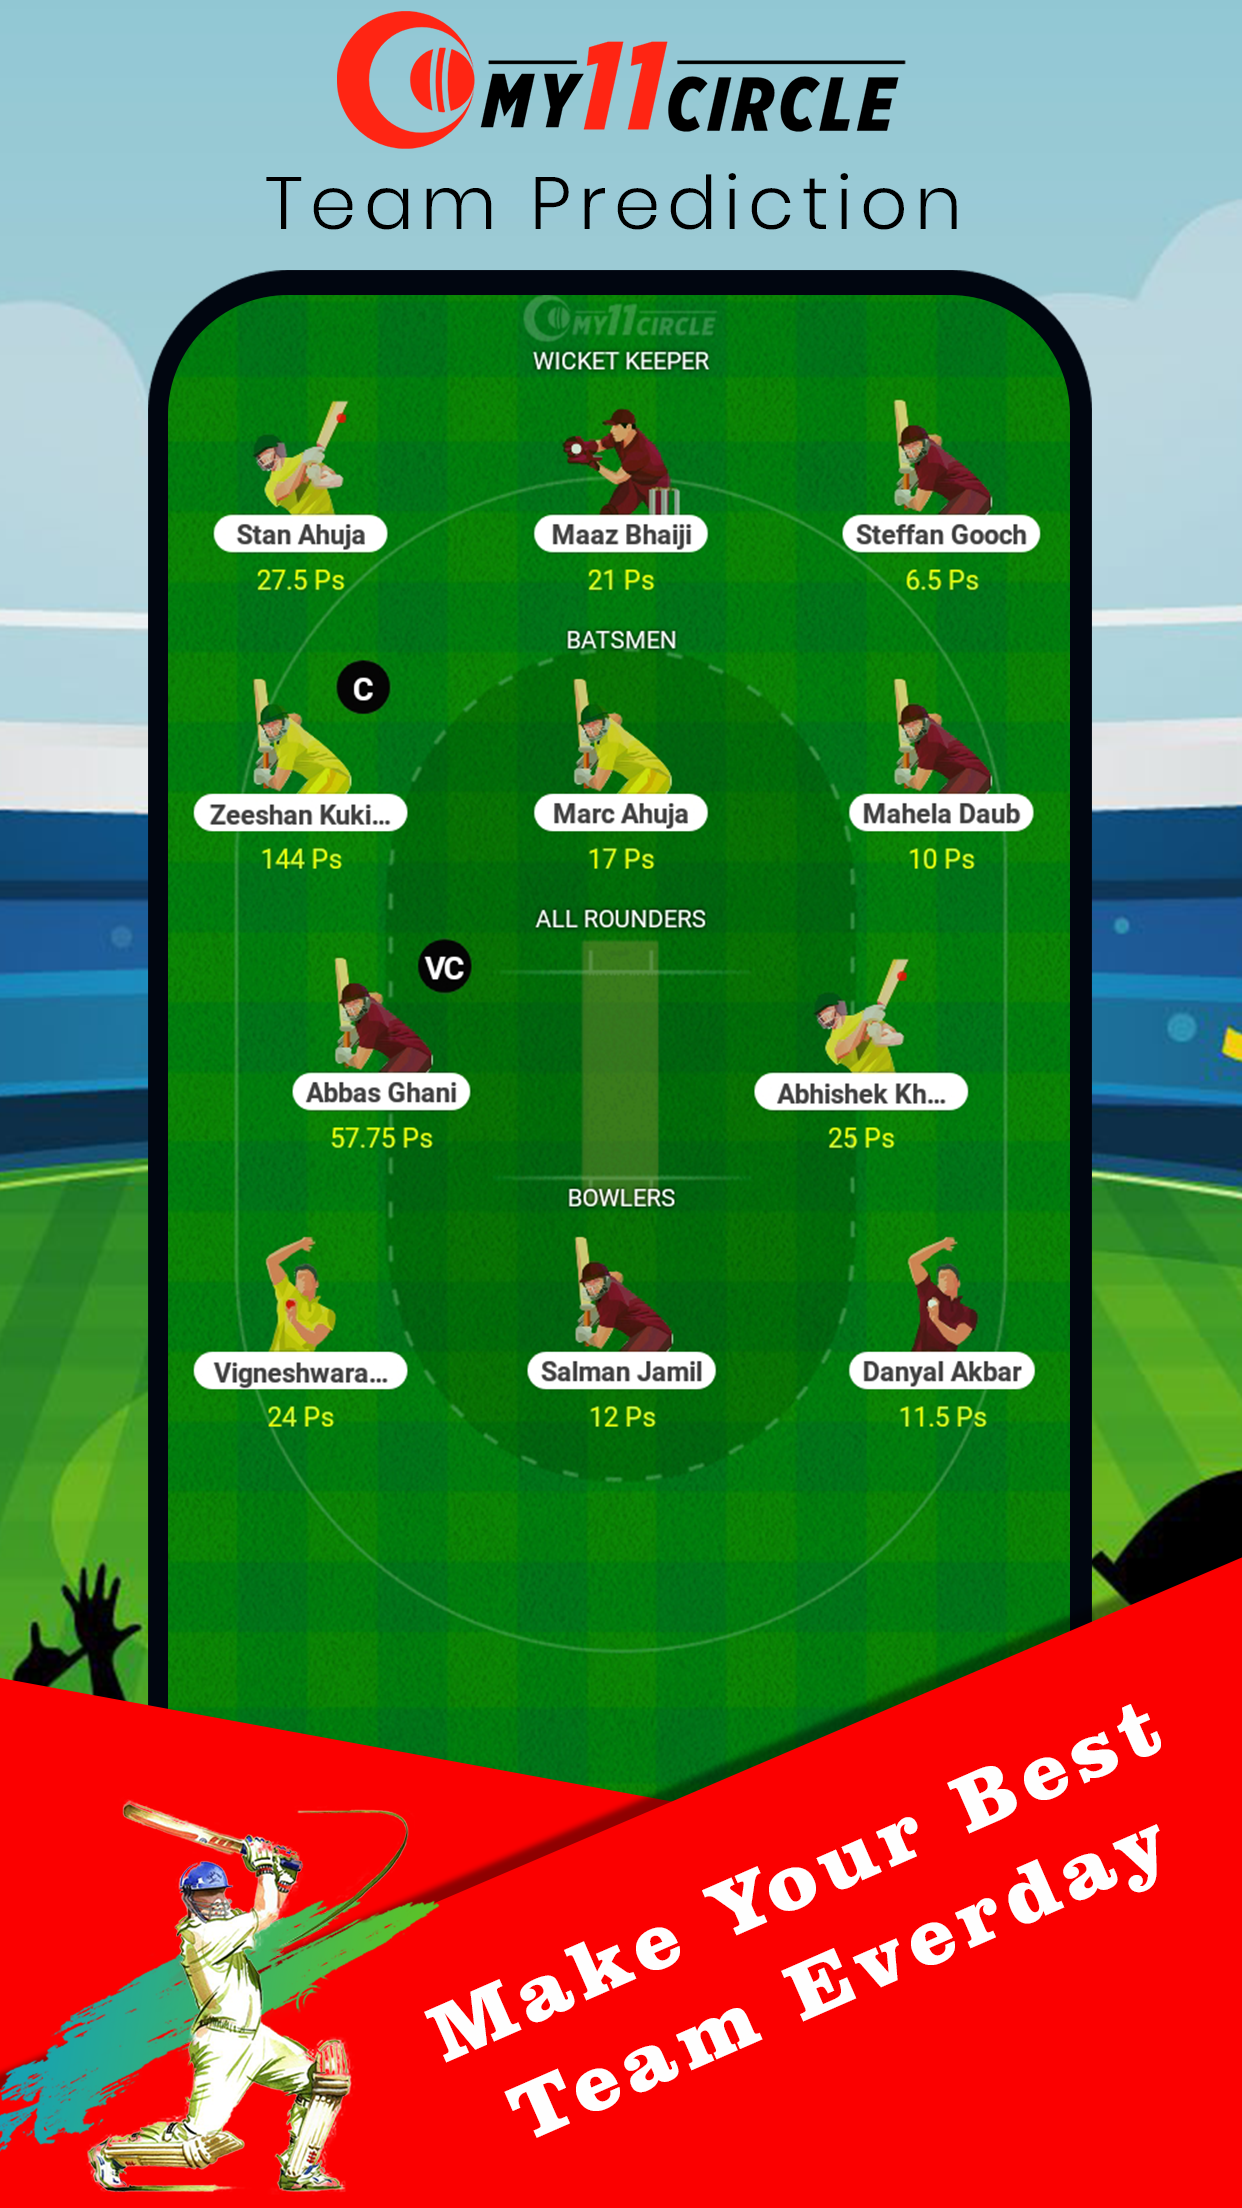 MY11CIRCLE
Team Prediction
MY11CIRCLE
WICKET KEEPER
Stan Ahuja Maaz Bhaiji Steffan Gooch
27.5 Ps 21 Ps 6.5 Ps
BATSMEN
C
Zeeshan Kuki... Marc Ahuja Mahela Daub
144 Ps 17 Ps 10 Ps
ALL ROUNDERS
VC
Abbas Ghani Abhishek Kh...
57.75 Ps 25 Ps
BOWLERS
Vigneshwara... Salman Jamil Danyal Akbar
24 Ps 12 Ps 11.5 Ps
Make Your Best
Team Everday